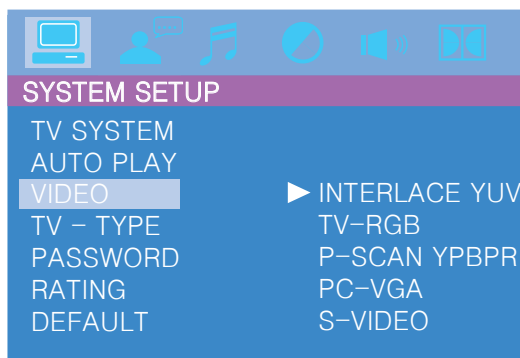 SYSTEM SETUP
TV SYSTEM
AUTO PLAY
VIDEO
TV - TYPE
PASSWORD
RATING
DEFAULT
INTERLACE YUV
TV-RGB
P-SCAN YPBPR
PC-VGA
S-VIDEO